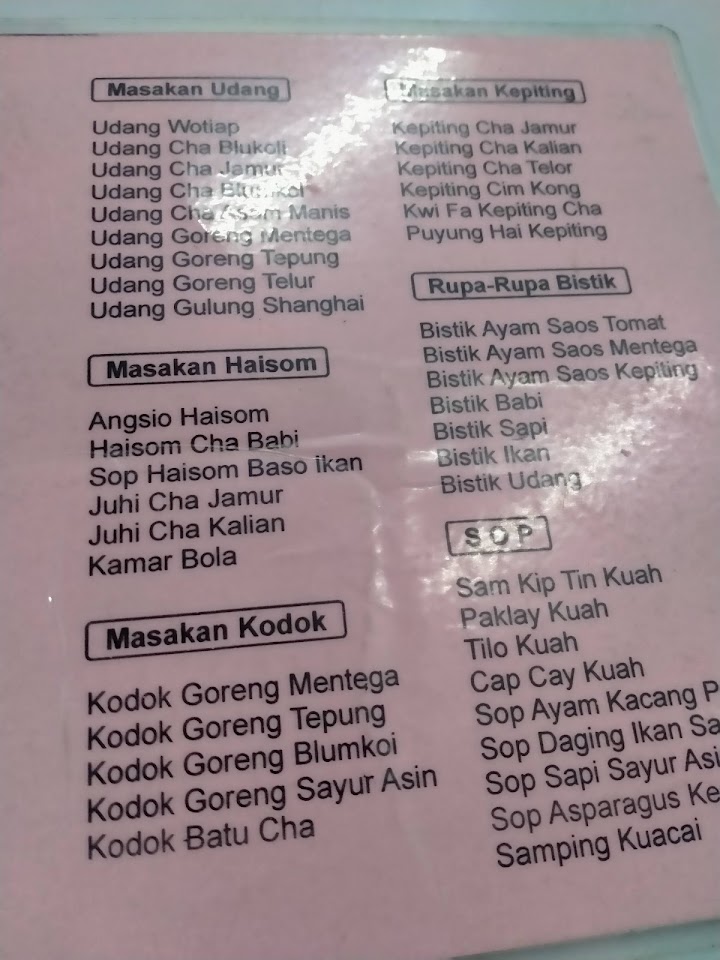 Masakan Udang
Udang Wotiap
Udang Cha Blukoli
Udang Cha Jamur
Udang Cha Blumkol
Udang Cha Asam Manis
Udang Goreng Mentega
Udang Goreng Tepung
Udang Goreng Telur
Udang Gulung Shanghai
Masakan Haisom
Angsio Haisom
Haisom Cha Babi
Sop Haisom Baso ikan
Juhi Cha Jamur
Juhi Cha Kalian
Kamar Bola
Masakan Kodok
Kodok Goreng Mentega
Kodok Goreng Tepung
Kodok Goreng Blumkoi
Kodok Goreng Sayur Asin
Kodok Batu Cha
Masakan Kepiting
Kepiting Cha Jamur
Kepiting Cha Kalian
Kepiting Cha Telor
Kepiting Cim Kong
Kwi Fa Kepiting Cha
Puyung Hai Kepiting
Rupa-Rupa Bistik
Bistik Ayam Saos Tomat
Bistik Ayam Saos Mentega
Bistik Ayam Saos Kepiting
Bistik Babi
Bistik Sapi
Bistik Ikan
Bistik Udang
SOP
Sam Kip Tin Kuah
Paklay Kuah
Tilo Kuah
Cap Cay Kuah
Sop Ayam Kacang P
Sop Daging Ikan Sa
Sop Sapi Sayur Asi
Sop Asparagus Ke
Samping Kuacai